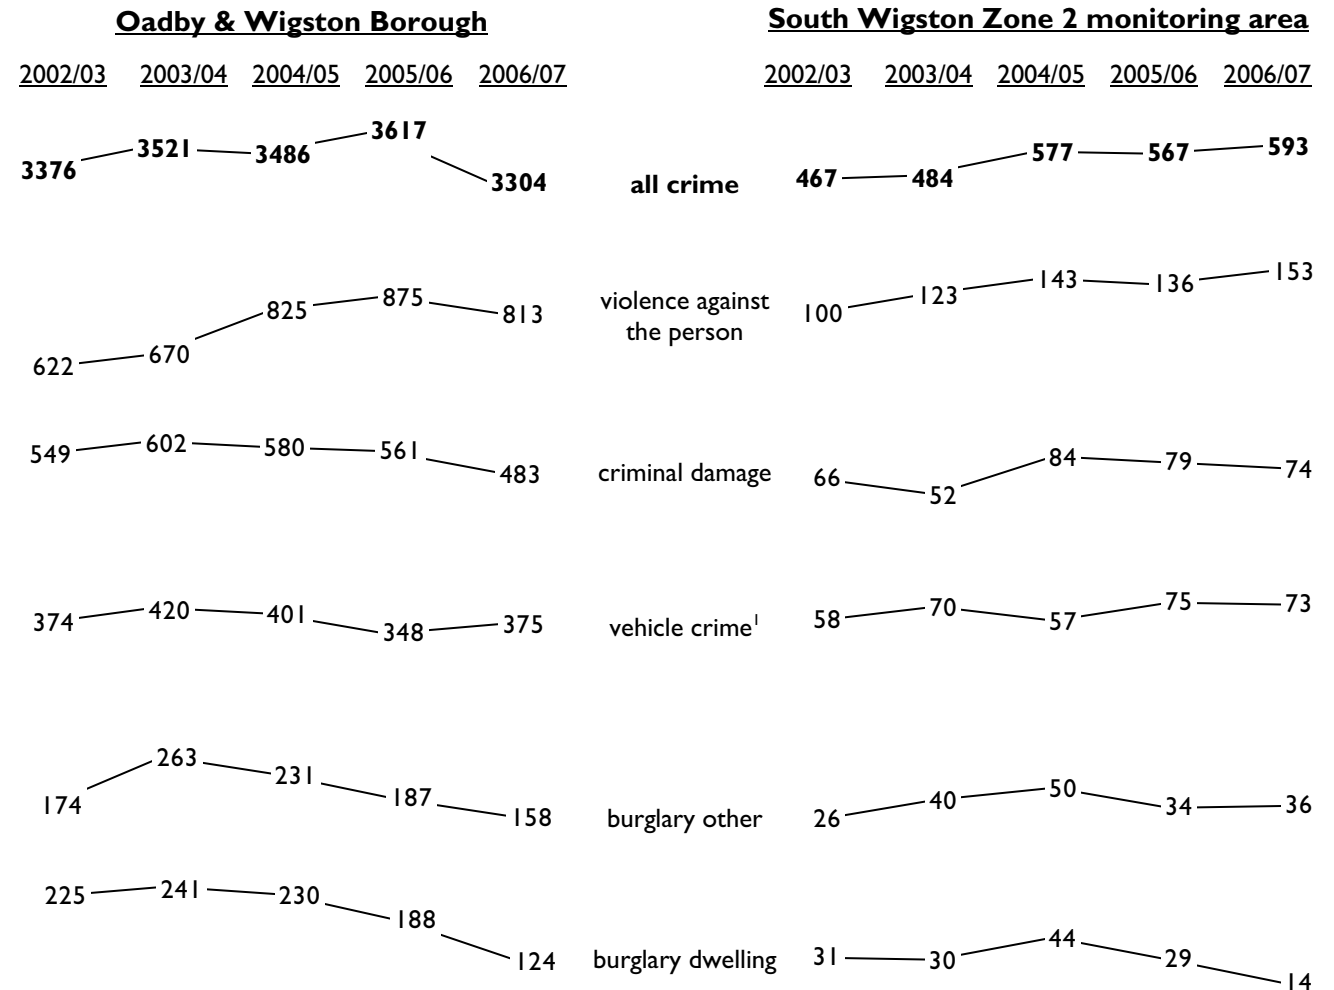 Oadby & Wigston Borough South Wigston Zone 2 monitoring area
2002/03 2003/04 2004/05 2005/06 2006/07 2002/03 2003/04 2004/05 2005/06 2006/07
3376 3521 3486 3617 3304 all crime 467 484 577 567 593
622 670 825 875 813 violence against
the person 100 123 143 136 153
549 602 580 561 483 criminal damage 66 52 84 79 74
374 420 401 348 375 vehicle crime¹ 58 70 57 75 73
174 263 231 187 158 burglary other 26 40 50 34 36
225 241 230 188 124 burglary dwelling 31 30 44 29 14